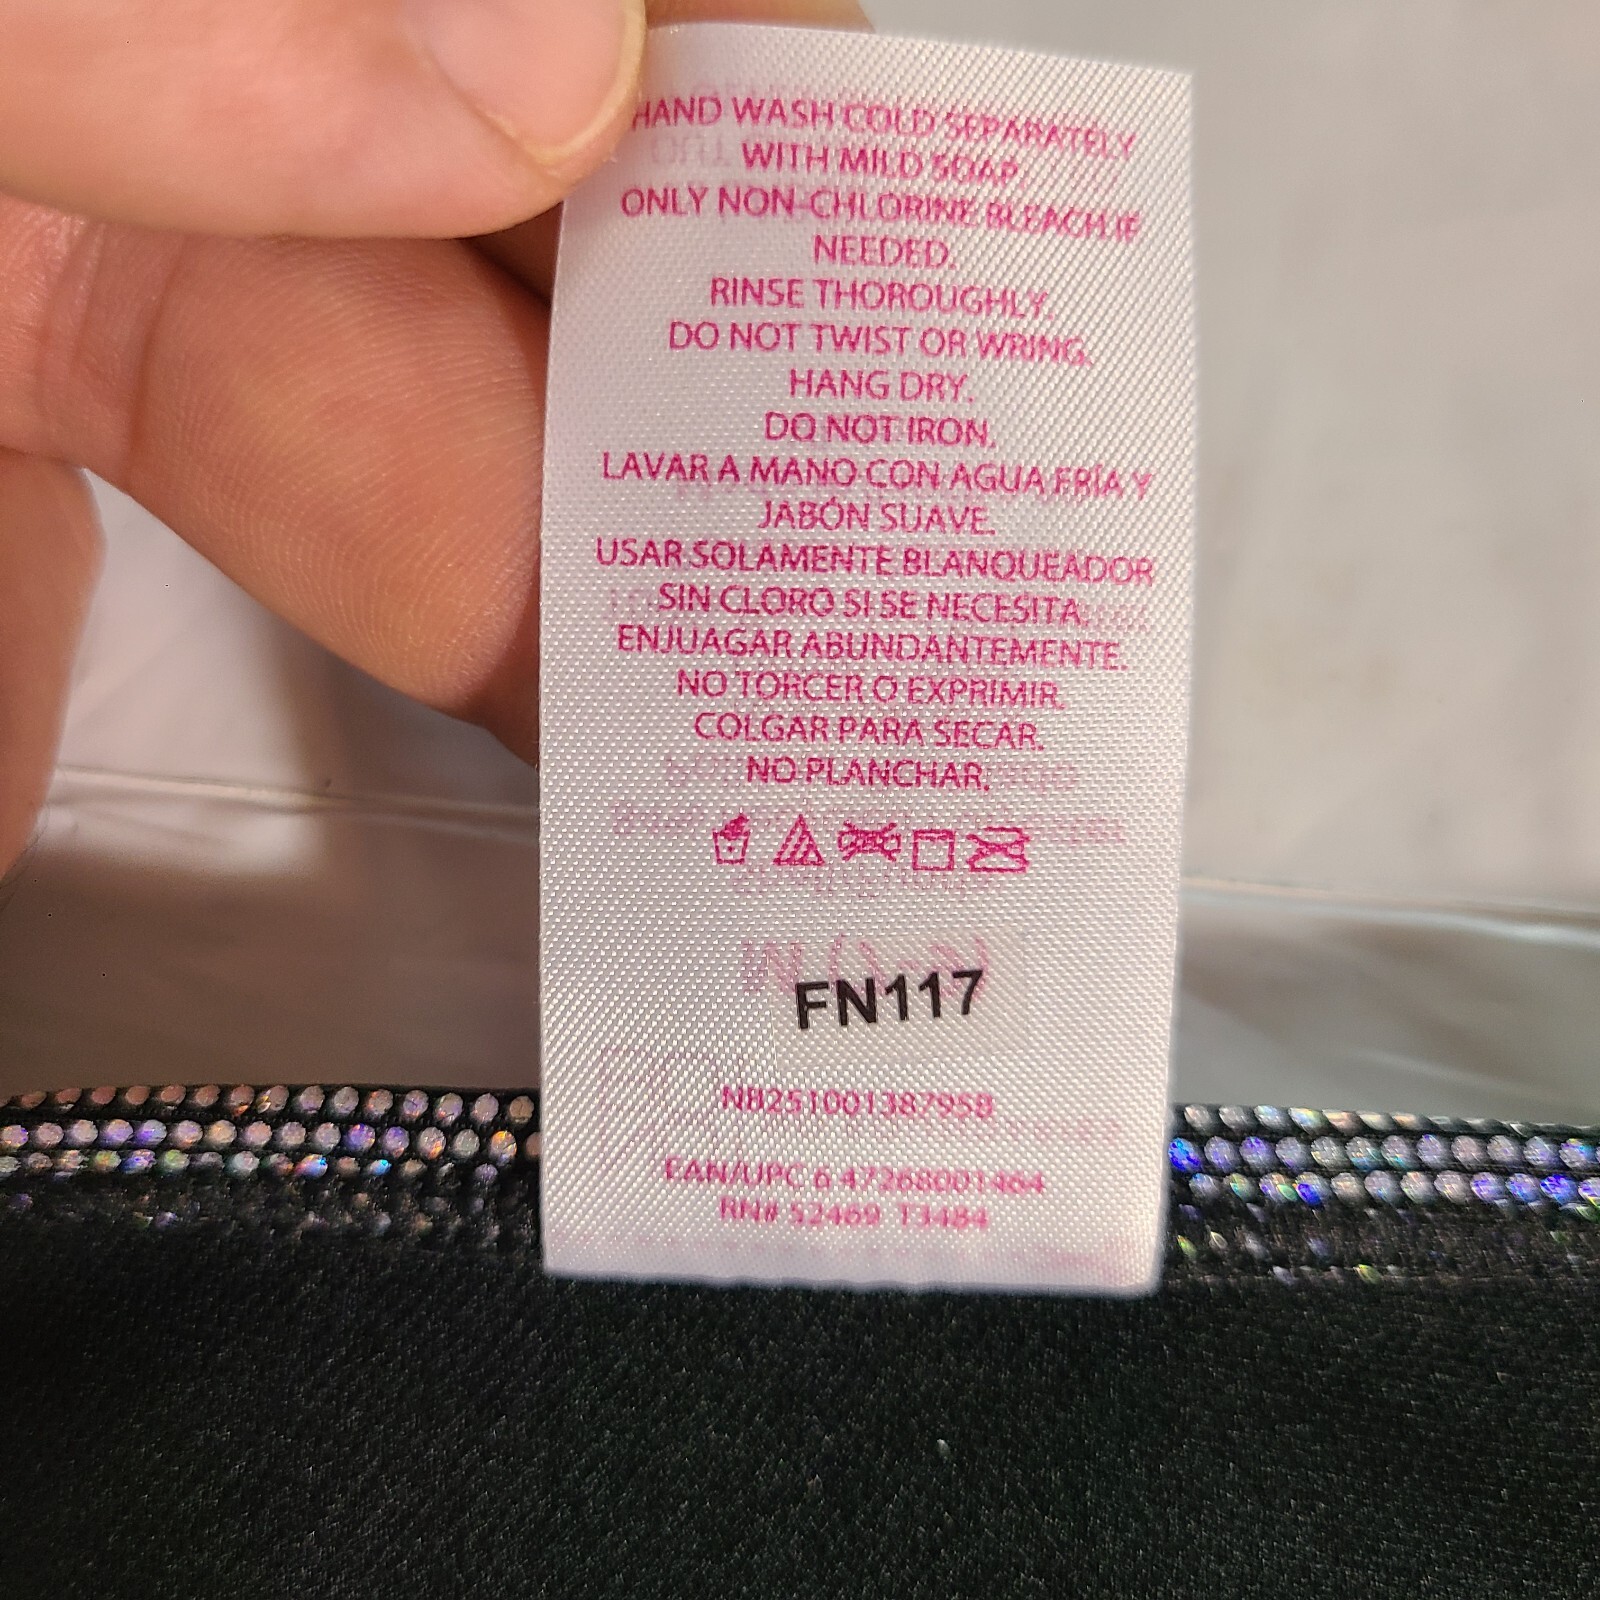 HAND WASH COLD SEPARATELY
WITH MILD SOAP.
ONLY NON-CHLORINE BLEACH IF
NEEDED.
RINSE THOROUGHLY.
DO NOT TWIST OR WRING.
HANG DRY.
DO NOT IRON.
LAVAR A MANO CON AGUA FRÍA Y
JABÓN SUAVE.
USAR SOLAMENTE BLANQUEADOR
SIN CLORO SI SE NECESITA.
ENJUAGAR ABUNDANTEMENTE.
NO TORCER O EXPRIMIR.
COLGAR PARA SECAR.
NO PLANCHAR.
FN117
NB251001387958
EAN/UPC 6 47268001464
RN# 52469 T3484